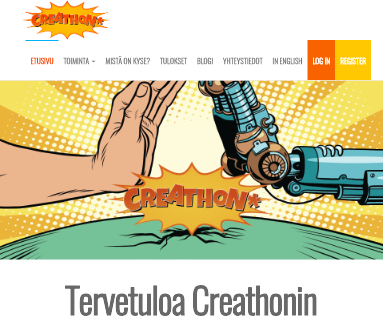 CREATHON*
ETUSIVU TOIMINTA MISTÄ ON KYSE? TULOKSET BLOGI YHTEYSTIEDOT IN ENGLISH LOG IN REGISTER
CREATHON*
Tervetuloa Creathonin